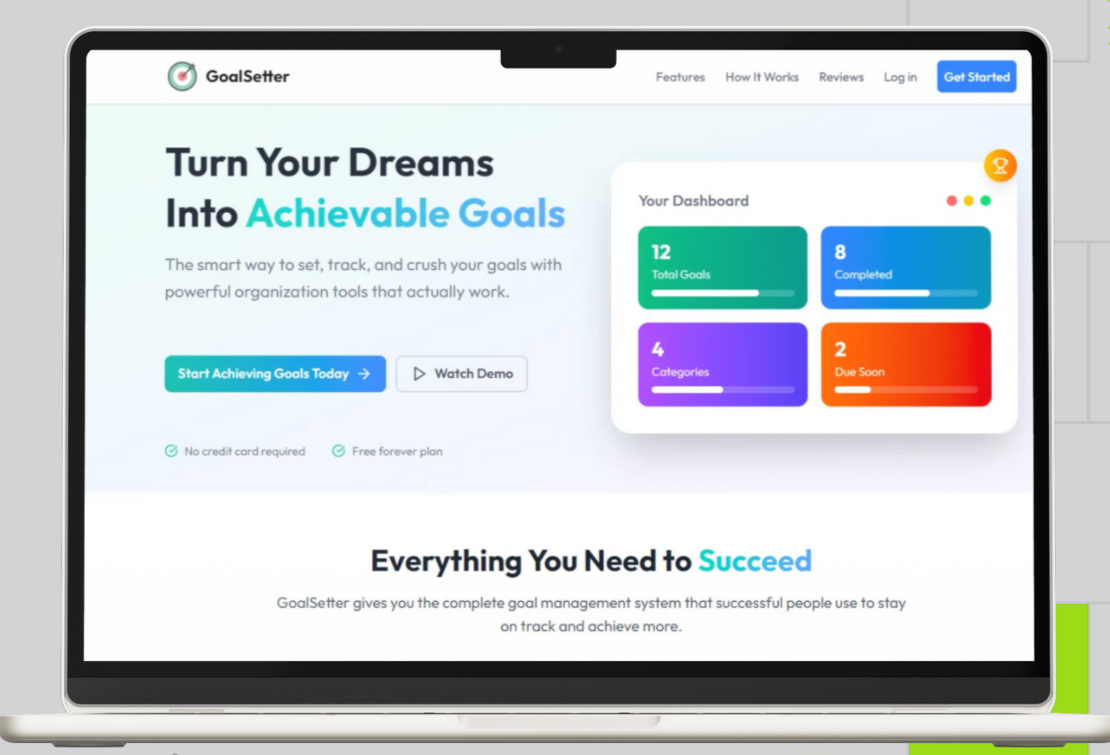 GoalSetter
Features
How It Works
Reviews
Log in
Get Started
Turn Your Dreams
Into Achievable Goals
The smart way to set, track, and crush your goals with
powerful organization tools that actually work.
Start Achieving Goals Today
Watch Demo
No credit card required
Free forever plan
Your Dashboard
12
Total Goals
8
Completed
4
Categories
2
Due Soon
Everything You Need to Succeed
GoalSetter gives you the complete goal management system that successful people use to stay
on track and achieve more.